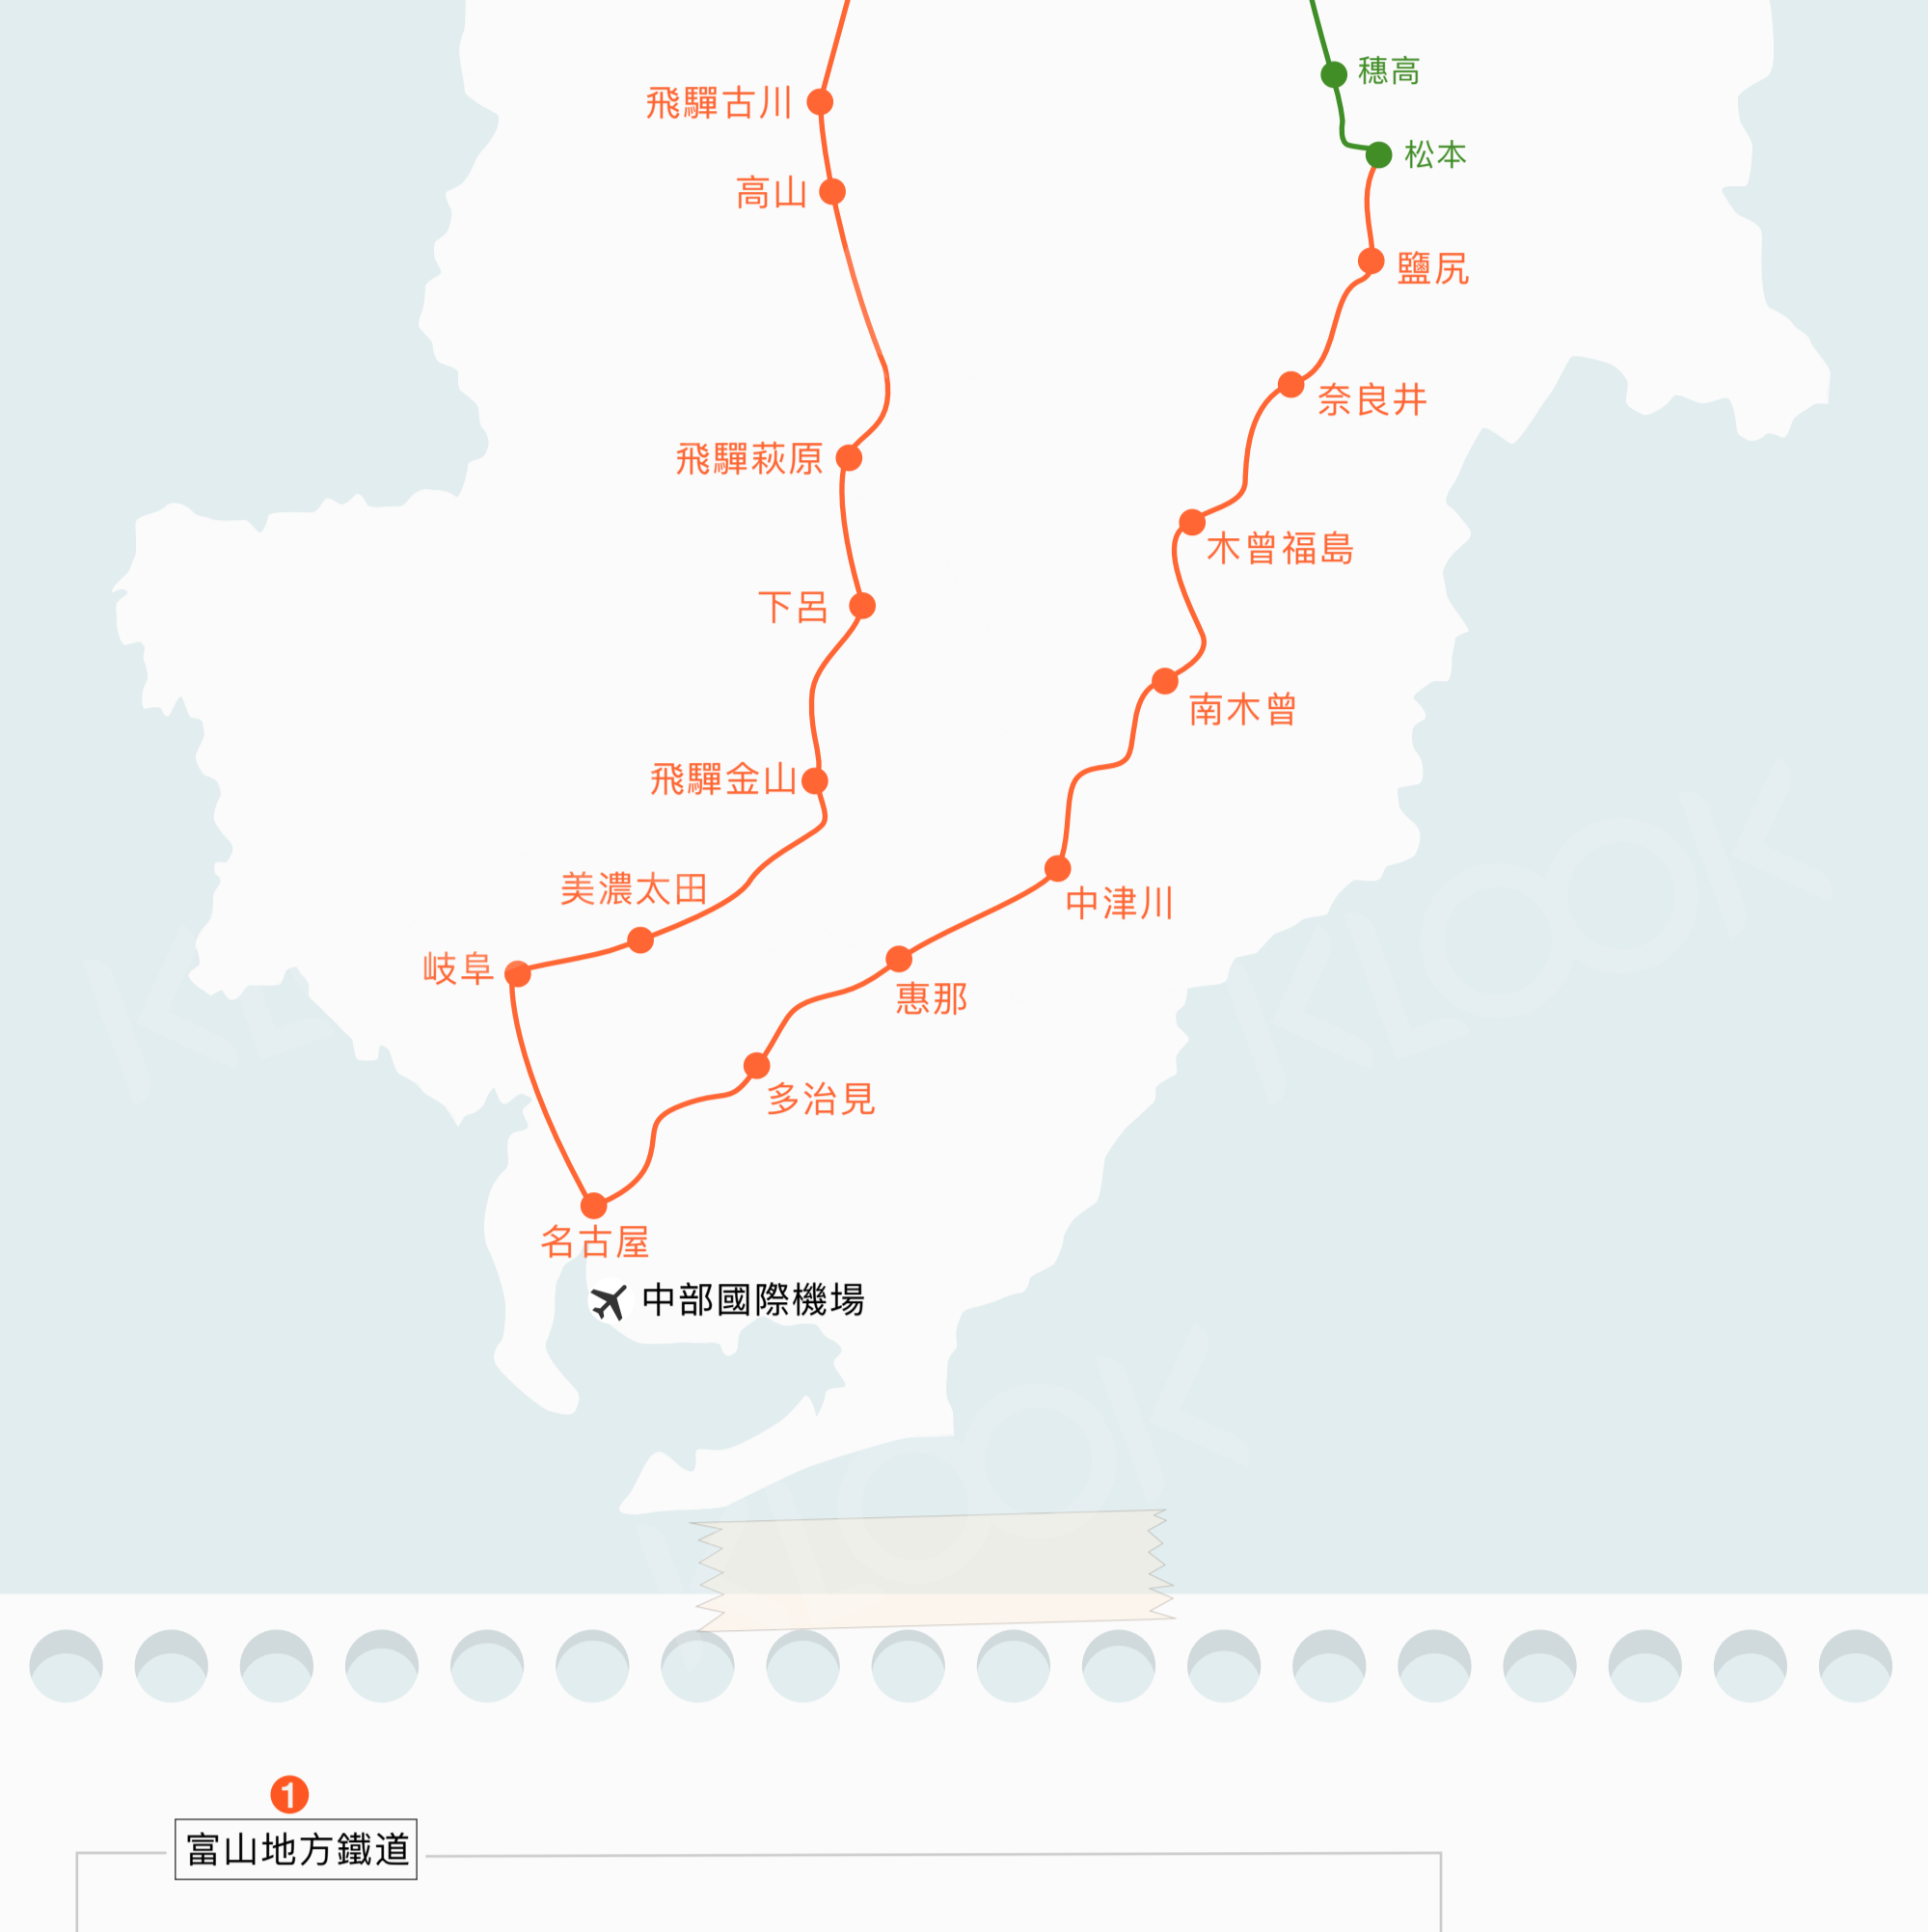 穗高
飛驒古川
松本
高山
鹽尻
奈良井
飛驒萩原
木曾福島
下呂
南木曾
飛驒金山
美濃太田
中津川
岐阜
惠那
多治見
名古屋
中部國際機場
KLOOK
KLOOK
KLOOK
1
富山地方鐵道